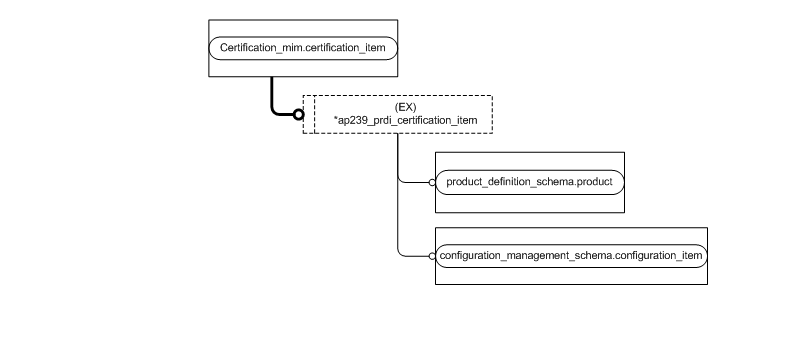 Certification_mim.certification_item
(EX)
*ap239_prdi_certification_item
product_definition_schema.product
configuration_management_schema.configuration_item